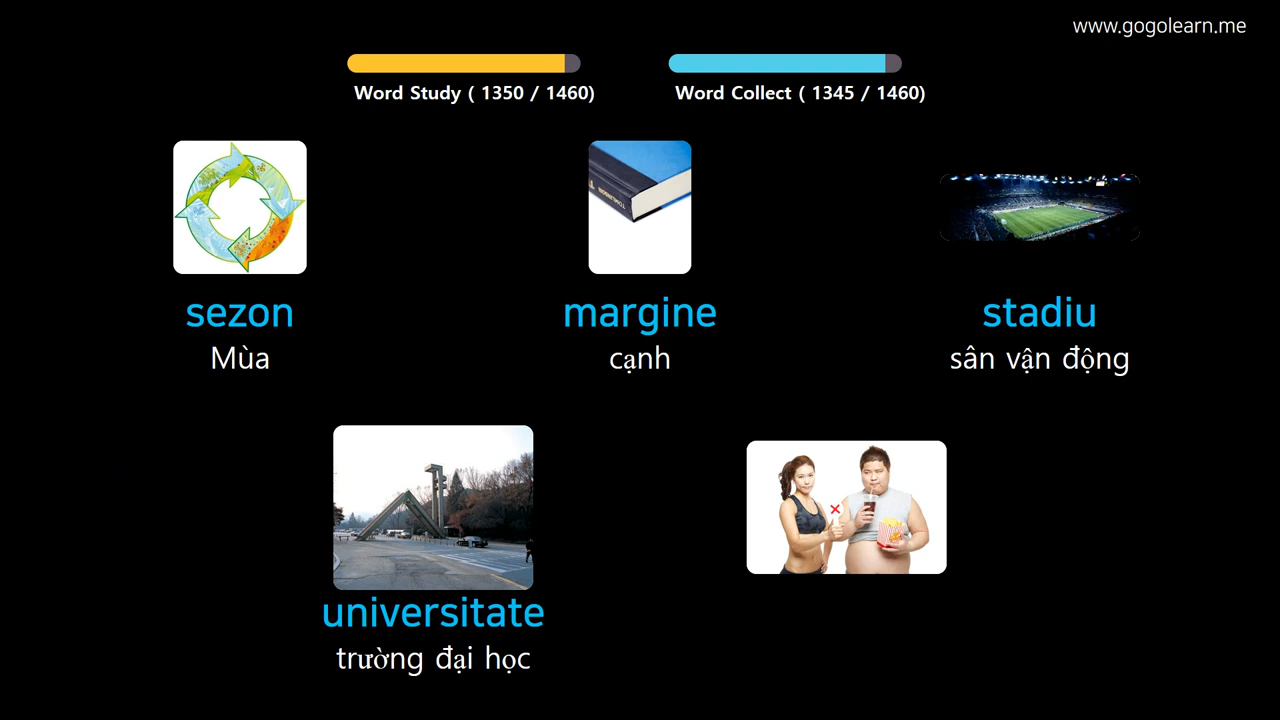 www.gogolearn.me
Word Study ( 1350 / 1460)
Word Collect ( 1345 / 1460)
sezon
Mùa
margine
cạnh
stadiu
sân vận động
universitate
trường đại học